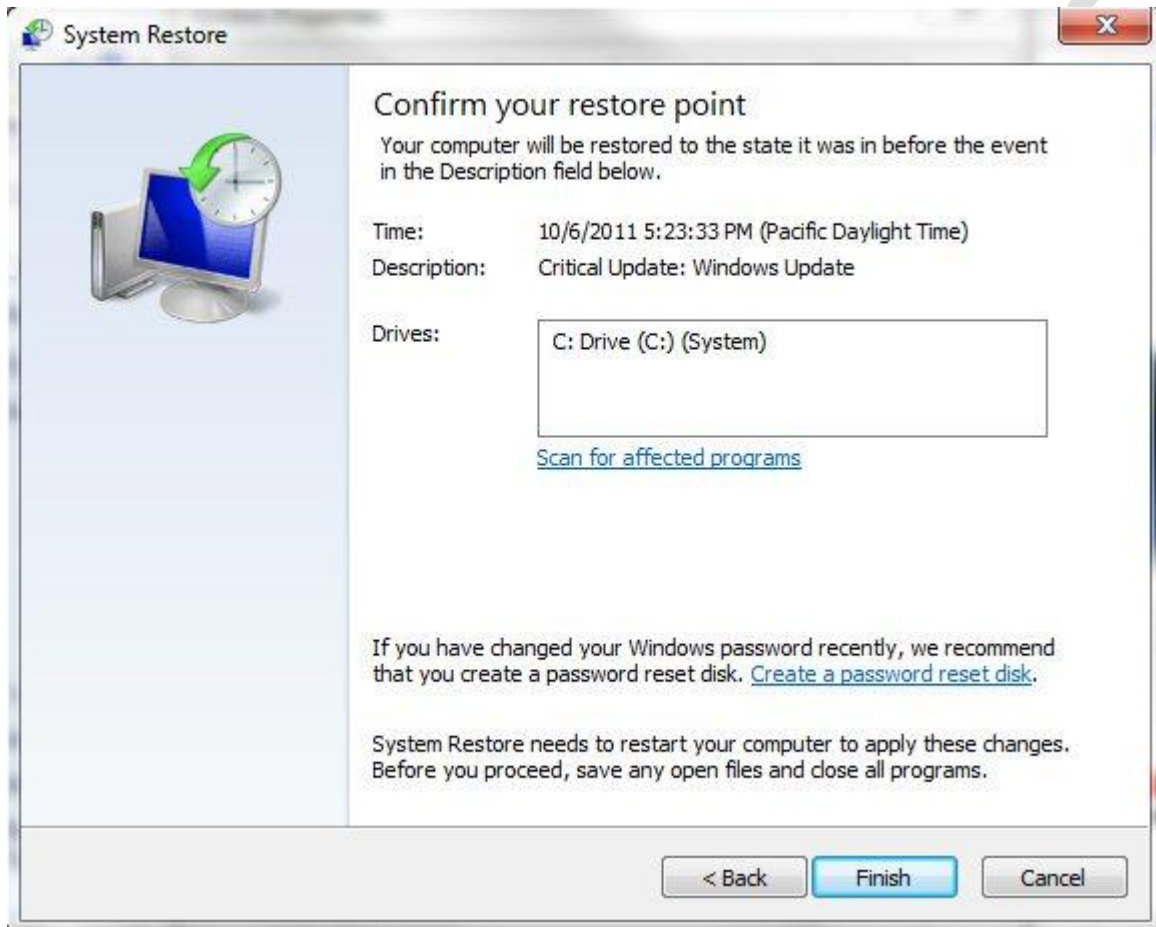 System Restore
Confirm your restore point
Your computer will be restored to the state it was in before the event
in the Description field below.
Time: 10/6/2011 5:23:33 PM (Pacific Daylight Time)
Description: Critical Update: Windows Update
Drives: C: Drive (C:) (System)
Scan for affected programs
If you have changed your Windows password recently, we recommend
that you create a password reset disk. Create a password reset disk.
System Restore needs to restart your computer to apply these changes.
Before you proceed, save any open files and close all programs.
< Back Finish Cancel